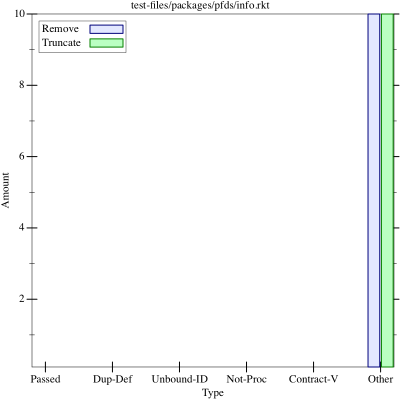 test-files/packages/pfds/info.rkt
Remove
Truncate
10
8
6
4
2
Amount
Passed Dup-Def Unbound-ID Not-Proc Contract-V Other
Type